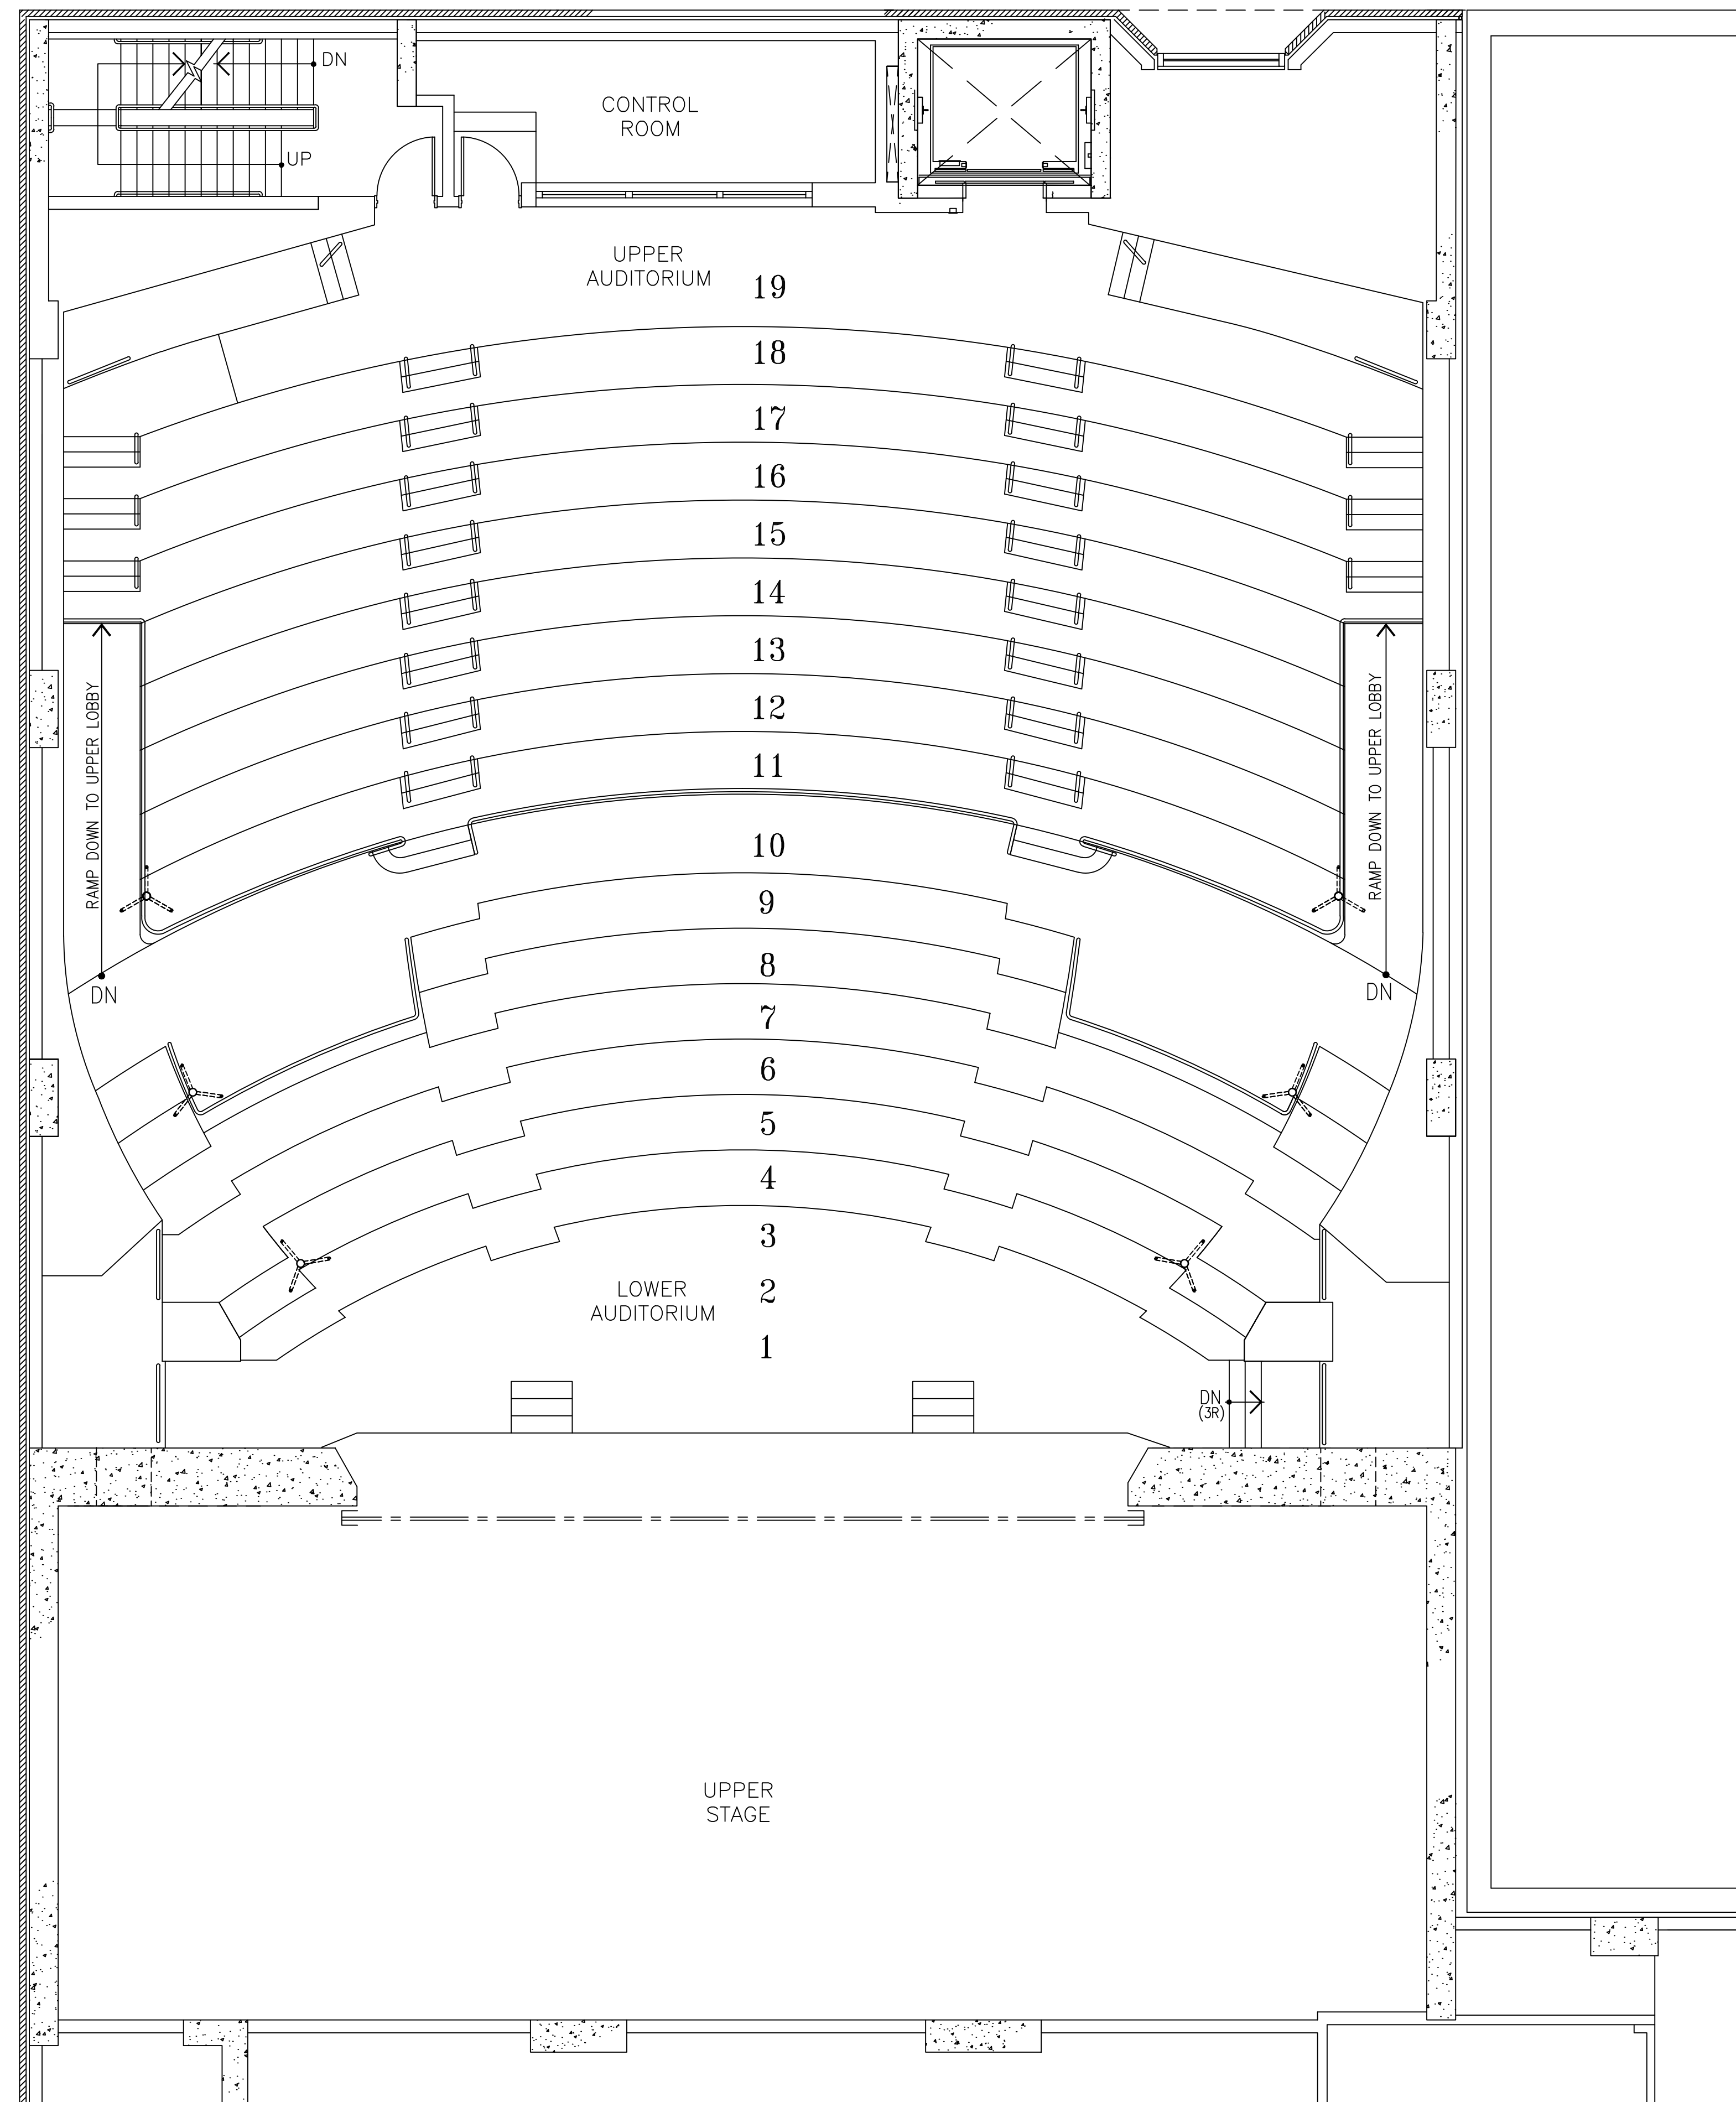 DN
CONTROL
ROOM
UP
UPPER
AUDITORIUM
19
18
17
16
15
14
13
12
11
10
9
8
7
6
5
4
3
2
1
RAMP DOWN TO UPPER LOBBY
DN
RAMP DOWN TO UPPER LOBBY
DN
LOWER
AUDITORIUM
DN
(3R)
UPPER
STAGE